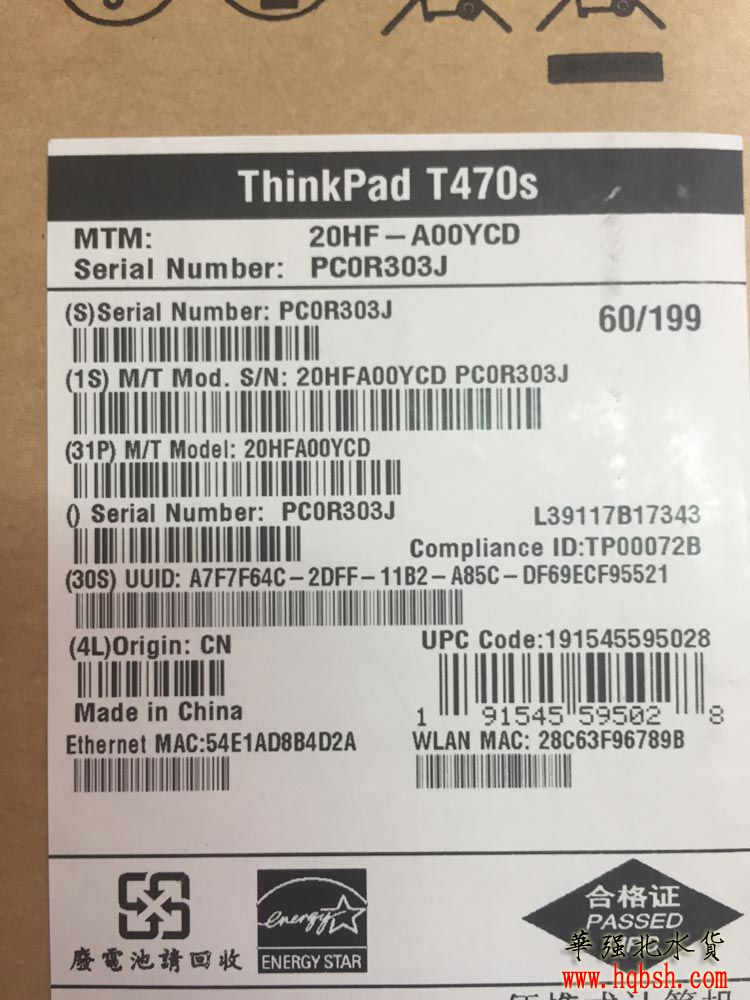 ThinkPad T470s
MTM: 20HF-A00YCD
Serial Number: PC0R303J
(S)Serial Number: PC0R303J
60/199
(1S) M/T Mod. S/N: 20HFA00YCD PC0R303J
(31P) M/T Model: 20HFA00YCD
() Serial Number: PC0R303J
L39117B17343
Compliance ID:TP00072B
(30S) UUID: A7F7F64C-2DFF-11B2-A85C-DF69ECF95521
(4L)Origin: CN
UPC Code:191545595028
Made in China
1 91545 59502 8
Ethernet MAC:54E1AD8B4D2A
WLAN MAC: 28C63F96789B
energy
ENERGY STAR
廢電池請回收
合格证
PASSED
華强北水貨
www.hqbsh.com